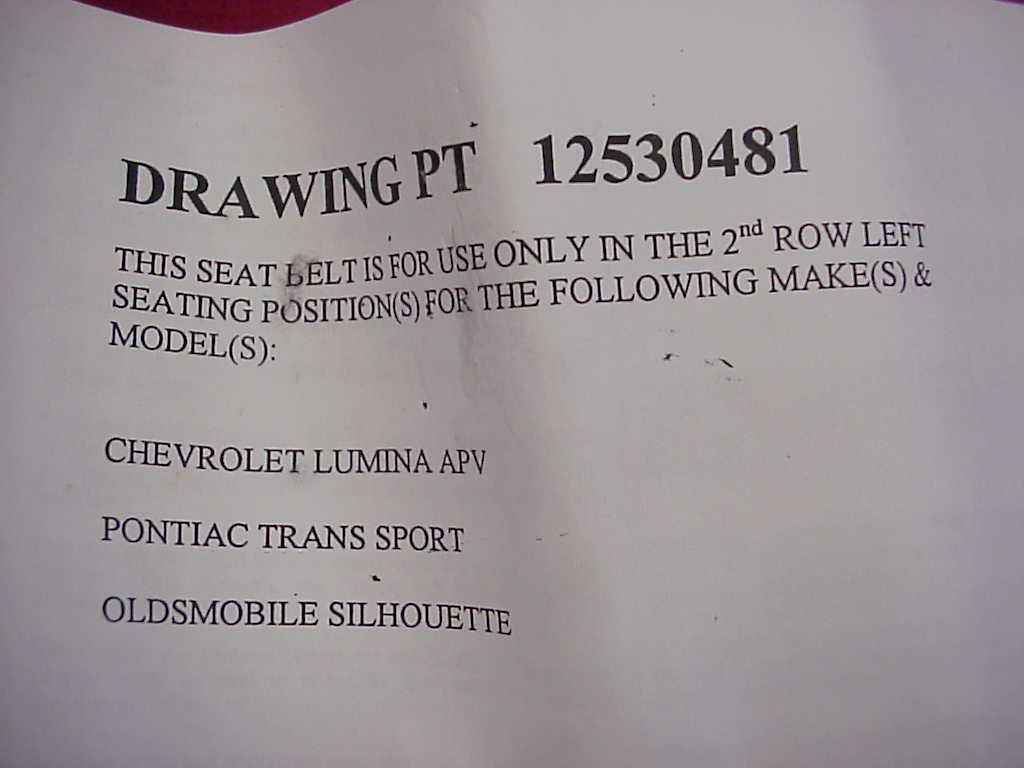 DRAWING PT 12530481
THIS SEAT BELT IS FOR USE ONLY IN THE 2nd ROW LEFT
SEATING POSITION(S) FOR THE FOLLOWING MAKE(S) &
MODEL(S):
CHEVROLET LUMINA APV
PONTIAC TRANS SPORT
OLDSMOBILE SILHOUETTE